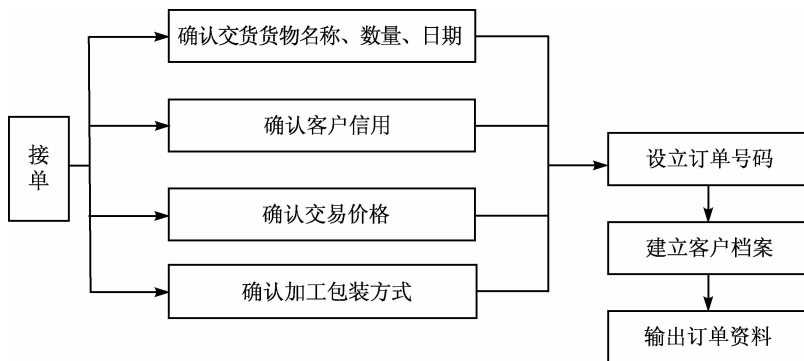 接
单
确认交货货物名称、数量、日期
确认客户信用
确认交易价格
确认加工包装方式
设立订单号码
建立客户档案
输出订单资料